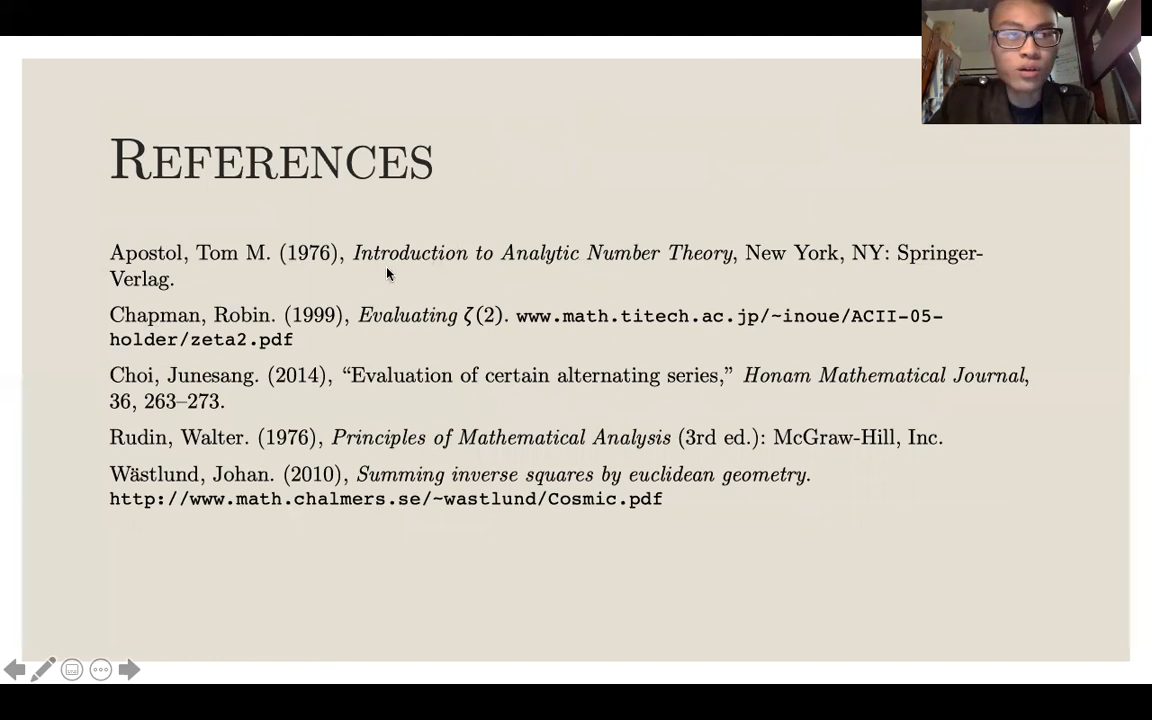 REFERENCES
Apostol, Tom M. (1976), Introduction to Analytic Number Theory, New York, NY: Springer-
Verlag.
Chapman, Robin. (1999), Evaluating ζ(2). www.math.titech.ac.jp/~inoue/ACII-05-
holder/zeta2.pdf
Choi, Junesang. (2014), “Evaluation of certain alternating series,” Honam Mathematical Journal,
36, 263–273.
Rudin, Walter. (1976), Principles of Mathematical Analysis (3rd ed.): McGraw-Hill, Inc.
Wästlund, Johan. (2010), Summing inverse squares by euclidean geometry.
http://www.math.chalmers.se/~wastlund/Cosmic.pdf